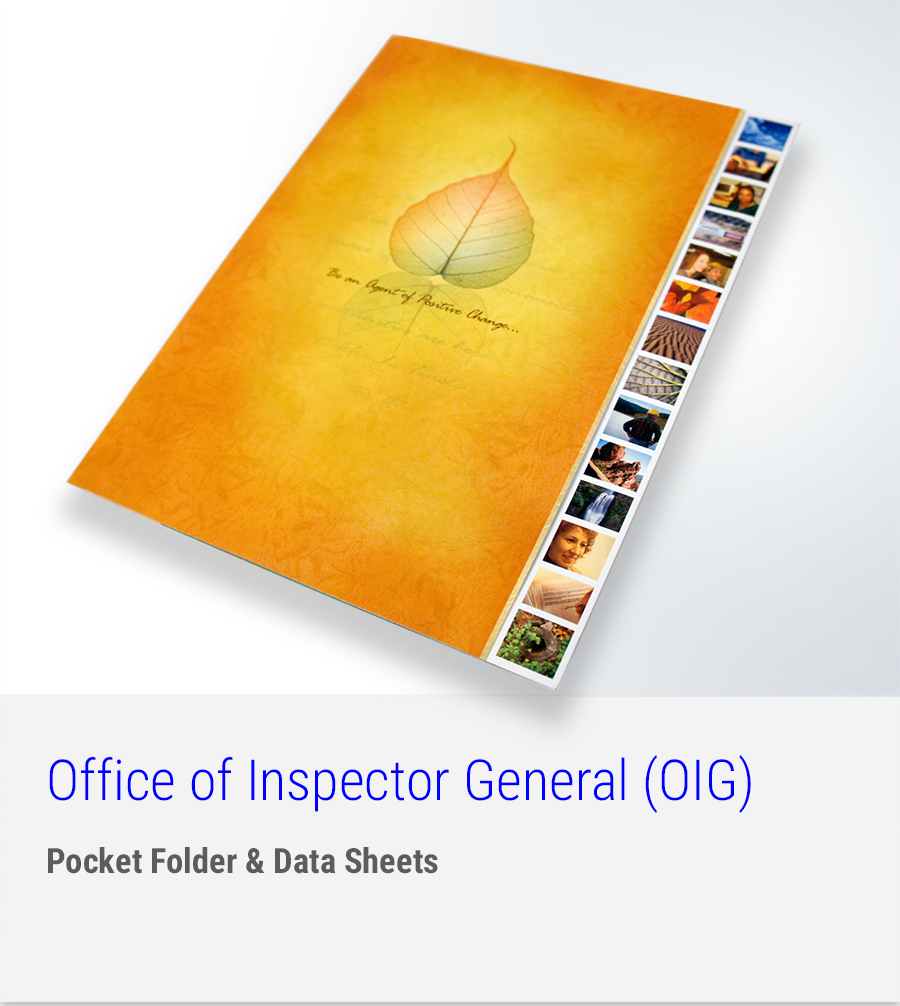 Be an Agent of Positive Change...
Office of Inspector General (OIG)
Pocket Folder & Data Sheets